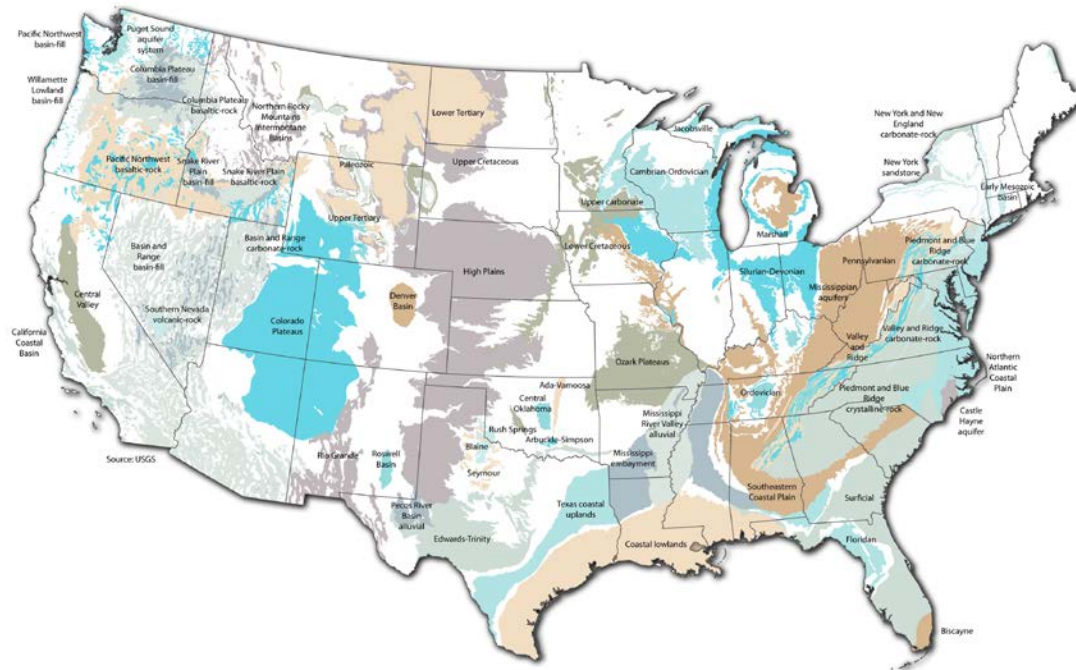 Pacific Northwest
basin-fill
Puget Sound
aquifer
system
Columbia Plateau
basin-fill
Willamette
Lowland
basin-fill
Columbia Plateau
basaltic-rock
Northern Rocky
Mountains
Intermontane
Basins
Lower Tertiary
Jacobsville
New York and New
England
carbonate-rock
Pacific Northwest
basaltic-rock
Snake River
Plain
basin-fill
Snake River Plain
basaltic-rock
Paleozoic
Upper Cretaceous
Cambrian-Ordovician
New York
sandstone
Early Mesozoic
basin
Upper Tertiary
Upper carbonate
Marshall
Basin and
Range
basin-fill
Basin and Range
carbonate-rock
Lower Cretaceous
High Plains
Silurian-Devonian
Pennsylvanian
Piedmont and Blue
Ridge
carbonate-rock
Central
Valley
Southern Nevada
volcanic-rock
Colorado
Plateaus
Denver
Basin
Mississippian
aquifers
California
Coastal
Basin
Valley
and
Ridge
Valley and Ridge
carbonate-rock
Ozark Plateaus
Northern
Atlantic
Coastal
Plain
Ada-Vamoosa
Central
Oklahoma
Ordovician
Piedmont and Blue
Ridge
crystalline-rock
Rush Springs
Arbuckle-Simpson
Mississippi
River Valley
alluvial
Castle
Hayne
aquifer
Source: USGS
Rio Grande
Roswell
Basin
Blaine
Seymour
Mississippi
embayment
Southeastern
Coastal Plain
Surficial
Pecos River
Basin
alluvial
Texas coastal
uplands
Edwards-Trinity
Coastal lowlands
Floridan
Biscayne